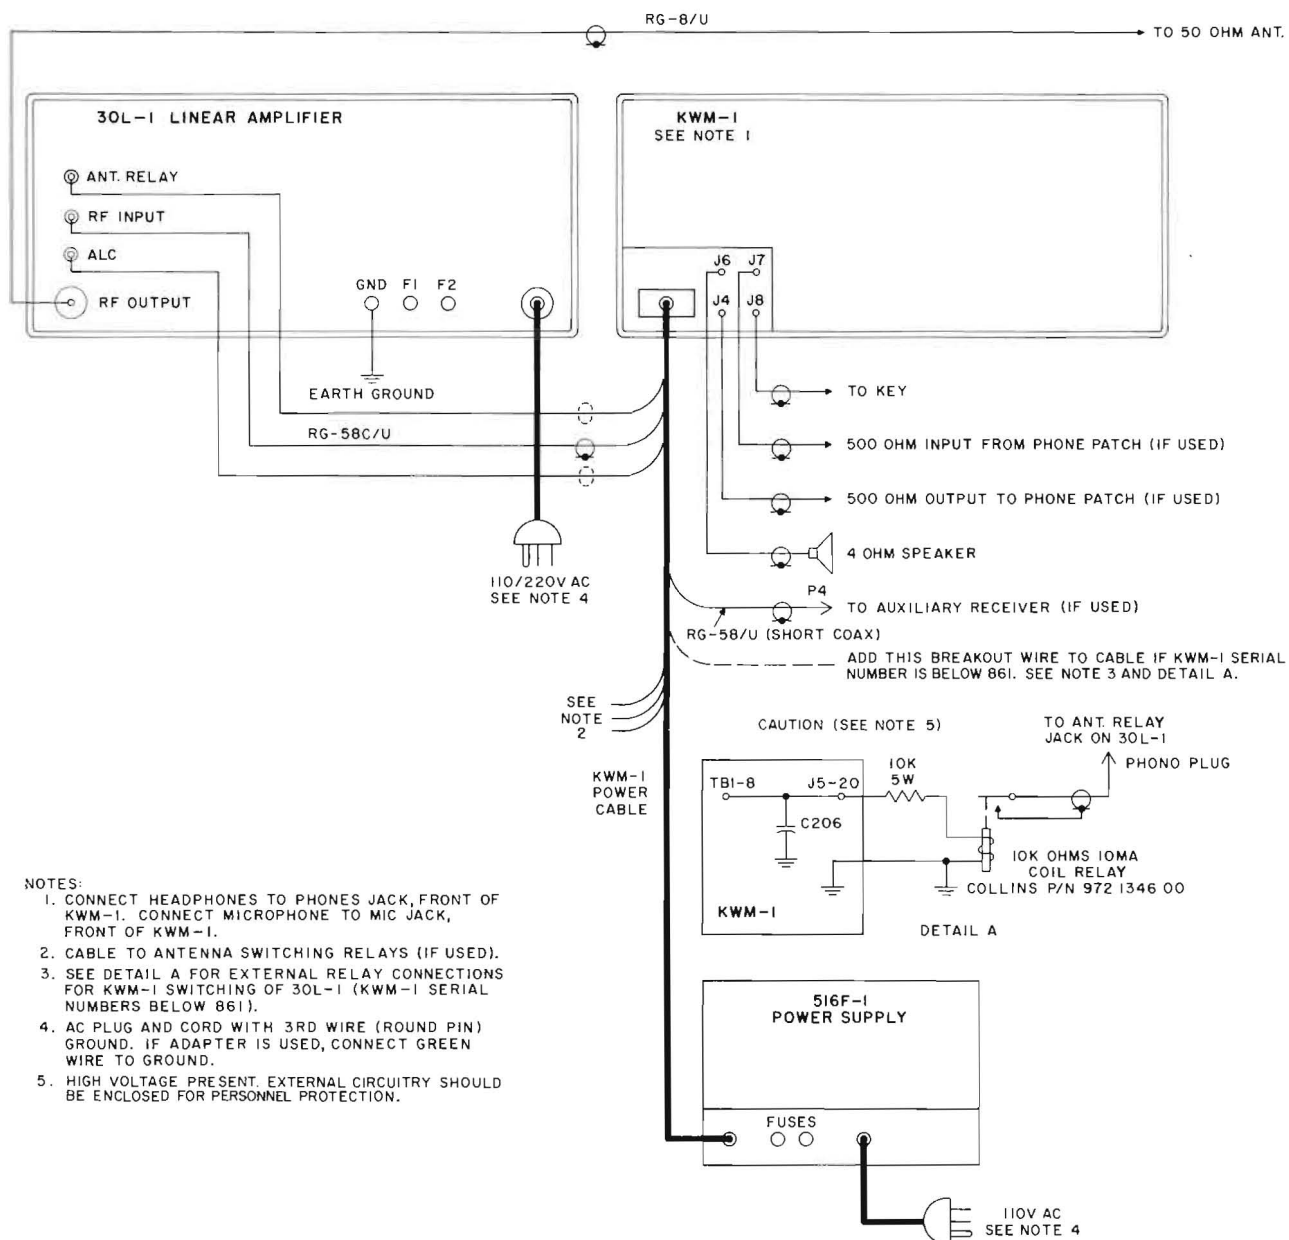 RG-8/U
TO 50 OHM ANT.
30L-1 LINEAR AMPLIFIER
ANT. RELAY
RF INPUT
ALC
RF OUTPUT
GND F1 F2
KWM-1
SEE NOTE 1
J6 J7
J4 J8
EARTH GROUND
RG-58C/U
110/220V AC
SEE NOTE 4
TO KEY
500 OHM INPUT FROM PHONE PATCH (IF USED)
500 OHM OUTPUT TO PHONE PATCH (IF USED)
4 OHM SPEAKER
P4
TO AUXILIARY RECEIVER (IF USED)
RG-58/U (SHORT COAX)
ADD THIS BREAKOUT WIRE TO CABLE IF KWM-1 SERIAL
NUMBER IS BELOW 861. SEE NOTE 3 AND DETAIL A.
SEE
NOTE
2
KWM-1
POWER
CABLE
CAUTION (SEE NOTE 5)
TB1-8
J5-20
C206
KWM-1
10K
5W
TO ANT. RELAY
JACK ON 30L-1
PHONO PLUG
10K OHMS 10MA
COIL RELAY
COLLINS P/N 972 1346 00
DETAIL A
NOTES:
1. CONNECT HEADPHONES TO PHONES JACK, FRONT OF
KWM-1. CONNECT MICROPHONE TO MIC JACK,
FRONT OF KWM-1.
2. CABLE TO ANTENNA SWITCHING RELAYS (IF USED).
3. SEE DETAIL A FOR EXTERNAL RELAY CONNECTIONS
FOR KWM-1 SWITCHING OF 30L-1 (KWM-1 SERIAL
NUMBERS BELOW 861).
4. AC PLUG AND CORD WITH 3RD WIRE (ROUND PIN)
GROUND. IF ADAPTER IS USED, CONNECT GREEN
WIRE TO GROUND.
5. HIGH VOLTAGE PRESENT. EXTERNAL CIRCUITRY SHOULD
BE ENCLOSED FOR PERSONNEL PROTECTION.
516F-1
POWER SUPPLY
FUSES
110V AC
SEE NOTE 4